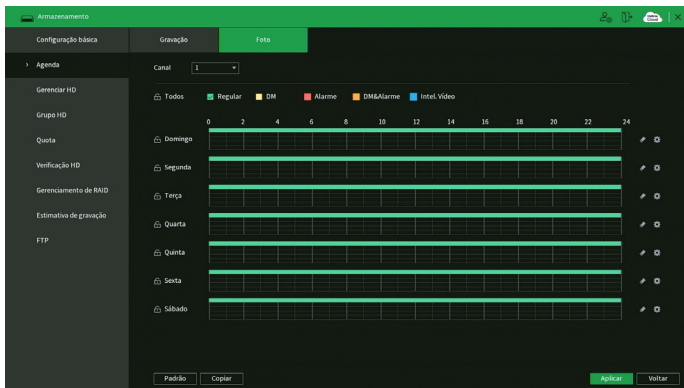 Armazenamento
Configuração básica
Gravação Foto
Agenda
Canal 1
Gerenciar HD
Todos Regular DM Alarme DM&Alarme Intel. Vídeo
Grupo HD
0 2 4 6 8 10 12 14 16 18 20 22 24
Quota
Domingo
Verificação HD
Segunda
Gerenciamento de RAID
Terça
Estimativa de gravação
Quarta
FTP
Quinta
Sexta
Sábado
Padrão Copiar Aplicar Voltar